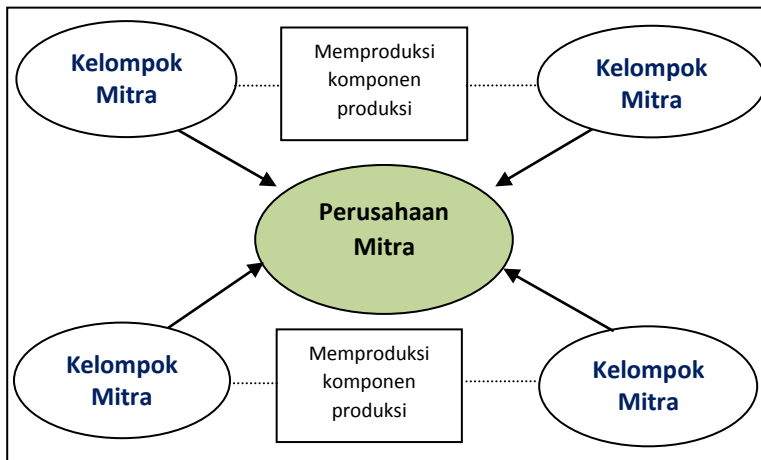 Kelompok
Mitra
Memproduksi
komponen
produksi
Kelompok
Mitra
Perusahaan
Mitra
Kelompok
Mitra
Memproduksi
komponen
produksi
Kelompok
Mitra